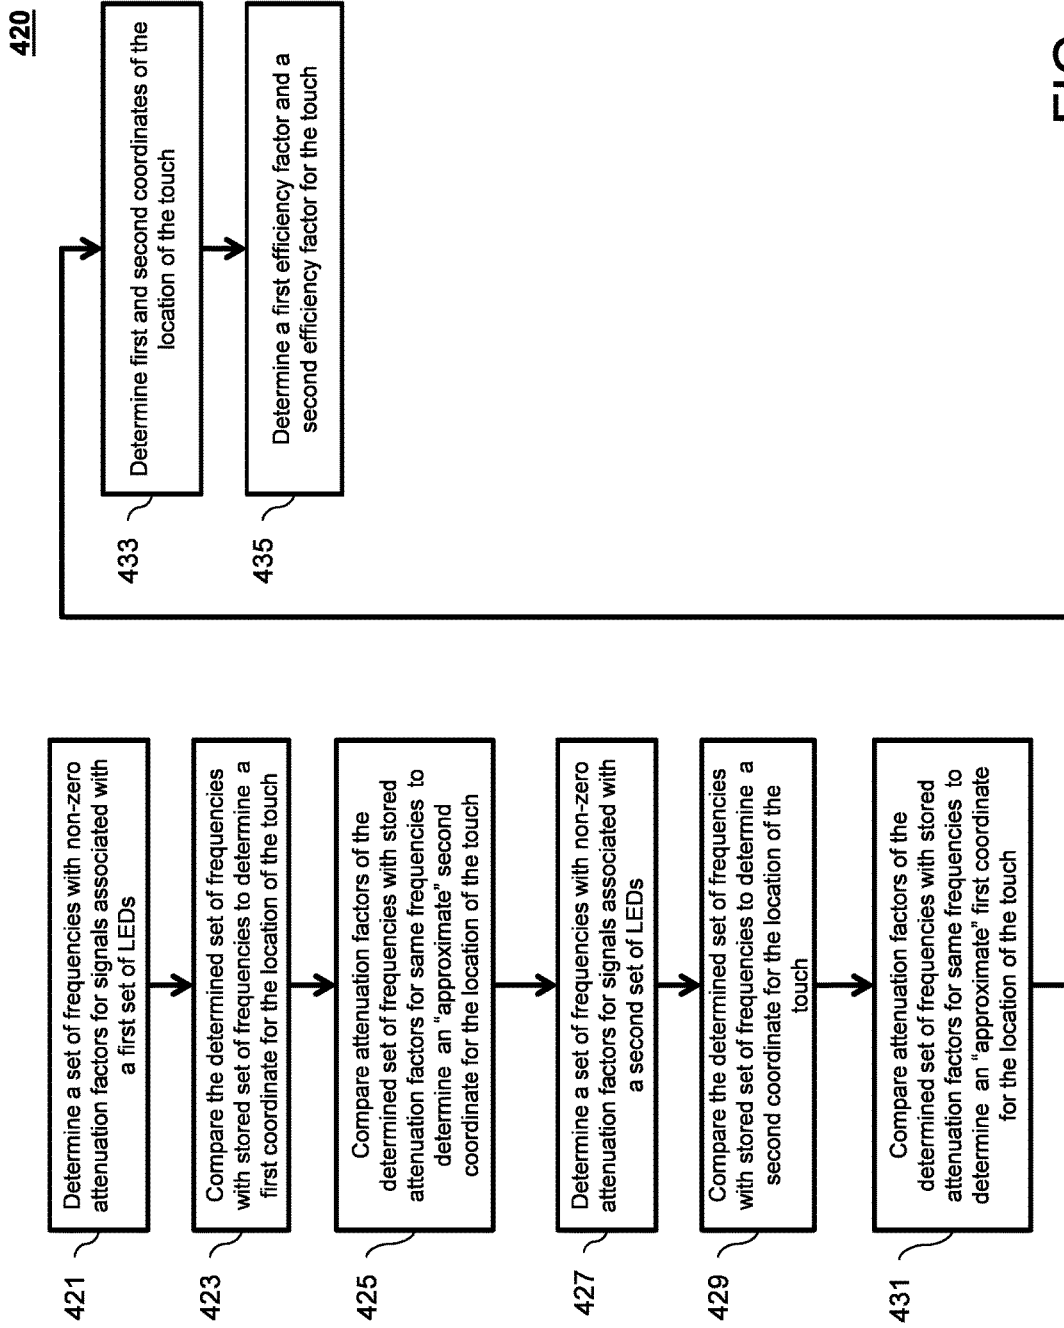 420
421
Determine a set of frequencies with non-zero
attenuation factors for signals associated with
a first set of LEDs
423
Compare the determined set of frequencies
with stored set of frequencies to determine a
first coordinate for the location of the touch
425
Compare attenuation factors of the
determined set of frequencies with stored
attenuation factors for same frequencies to
determine an “approximate” second
coordinate for the location of the touch
427
Determine a set of frequencies with non-zero
attenuation factors for signals associated with
a second set of LEDs
429
Compare the determined set of frequencies
with stored set of frequencies to determine a
second coordinate for the location of the
touch
431
Compare attenuation factors of the
determined set of frequencies with stored
attenuation factors for same frequencies to
determine an “approximate” first coordinate
for the location of the touch
433
Determine first and second coordinates of the
location of the touch
435
Determine a first efficiency factor and a
second efficiency factor for the touch